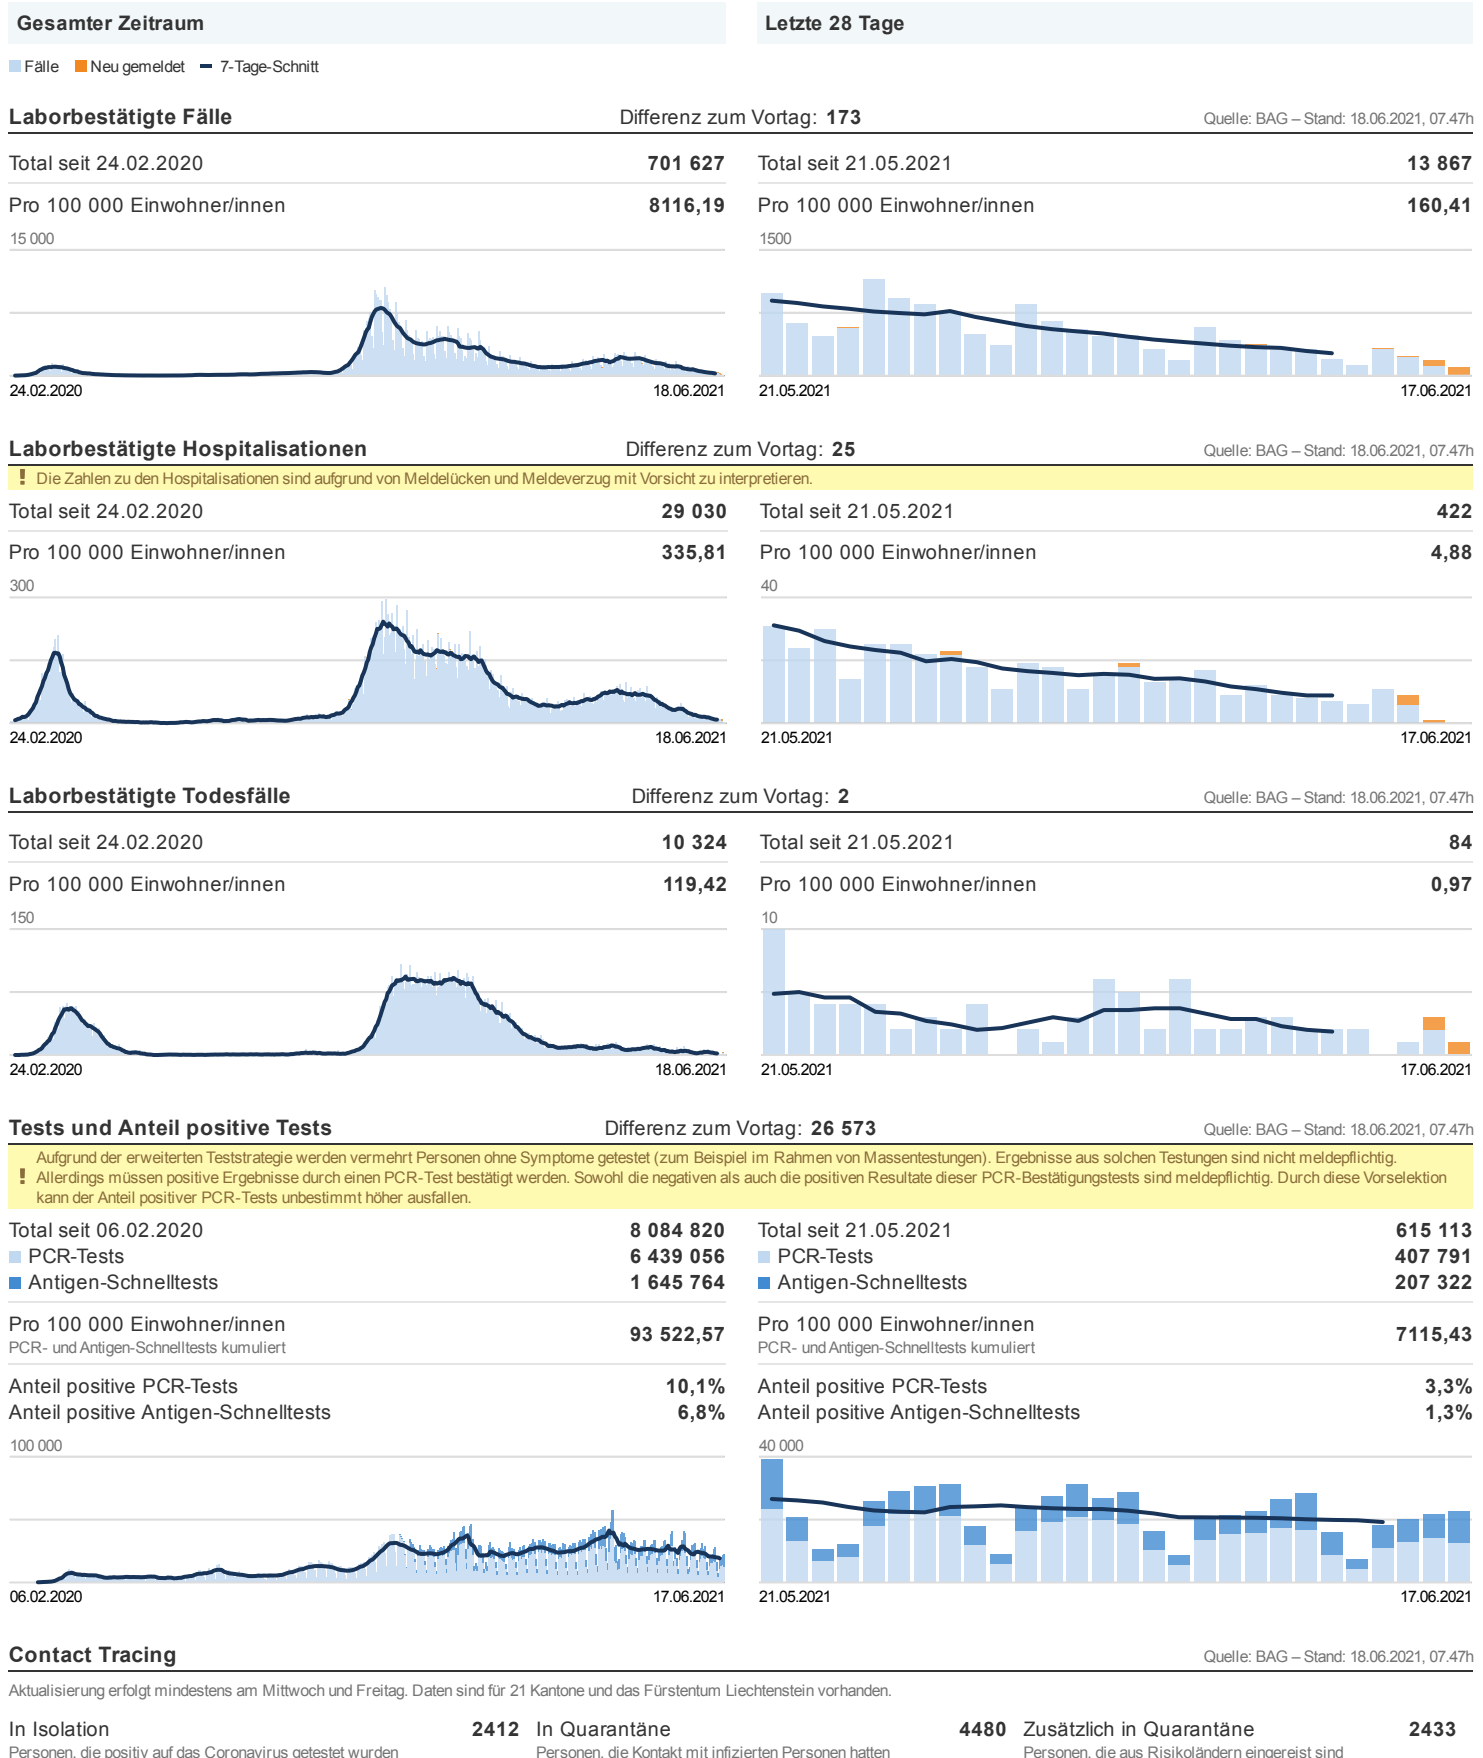 Gesamter Zeitraum
Letzte 28 Tage
Fälle Neu gemeldet 7-Tage-Schnitt
Laborbestätigte Fälle Differenz zum Vortag: 173 Quelle: BAG – Stand: 18.06.2021, 07.47h
Total seit 24.02.2020 701 627
Pro 100 000 Einwohner/innen 8116,19
15 000
24.02.2020 18.06.2021
Total seit 21.05.2021 13 867
Pro 100 000 Einwohner/innen 160,41
1500
21.05.2021 17.06.2021
Laborbestätigte Hospitalisationen Differenz zum Vortag: 25 Quelle: BAG – Stand: 18.06.2021, 07.47h
! Die Zahlen zu den Hospitalisationen sind aufgrund von Meldelücken und Meldeverzug mit Vorsicht zu interpretieren.
Total seit 24.02.2020 29 030
Pro 100 000 Einwohner/innen 335,81
300
24.02.2020 18.06.2021
Total seit 21.05.2021 422
Pro 100 000 Einwohner/innen 4,88
40
21.05.2021 17.06.2021
Laborbestätigte Todesfälle Differenz zum Vortag: 2 Quelle: BAG – Stand: 18.06.2021, 07.47h
Total seit 24.02.2020 10 324
Pro 100 000 Einwohner/innen 119,42
150
24.02.2020 18.06.2021
Total seit 21.05.2021 84
Pro 100 000 Einwohner/innen 0,97
10
21.05.2021 17.06.2021
Tests und Anteil positive Tests Differenz zum Vortag: 26 573 Quelle: BAG – Stand: 18.06.2021, 07.47h
Aufgrund der erweiterten Teststrategie werden vermehrt Personen ohne Symptome getestet (zum Beispiel im Rahmen von Massentestungen). Ergebnisse aus solchen Testungen sind nicht meldepflichtig.
! Allerdings müssen positive Ergebnisse durch einen PCR-Test bestätigt werden. Sowohl die negativen als auch die positiven Resultate dieser PCR-Bestätigungstests sind meldepflichtig. Durch diese Vorselektion
kann der Anteil positiver PCR-Tests unbestimmt höher ausfallen.
Total seit 06.02.2020 8 084 820
PCR-Tests 6 439 056
Antigen-Schnelltests 1 645 764
Pro 100 000 Einwohner/innen 93 522,57
PCR- und Antigen-Schnelltests kumuliert
Anteil positive PCR-Tests 10,1%
Anteil positive Antigen-Schnelltests 6,8%
100 000
06.02.2020 17.06.2021
Total seit 21.05.2021 615 113
PCR-Tests 407 791
Antigen-Schnelltests 207 322
Pro 100 000 Einwohner/innen 7115,43
PCR- und Antigen-Schnelltests kumuliert
Anteil positive PCR-Tests 3,3%
Anteil positive Antigen-Schnelltests 1,3%
40 000
21.05.2021 17.06.2021
Contact Tracing Quelle: BAG – Stand: 18.06.2021, 07.47h
Aktualisierung erfolgt mindestens am Mittwoch und Freitag. Daten sind für 21 Kantone und das Fürstentum Liechtenstein vorhanden.
In Isolation 2412
Personen, die positiv auf das Coronavirus getestet wurden
In Quarantäne 4480
Personen, die Kontakt mit infizierten Personen hatten
Zusätzlich in Quarantäne 2433
Personen, die aus Risikoländern eingereist sind